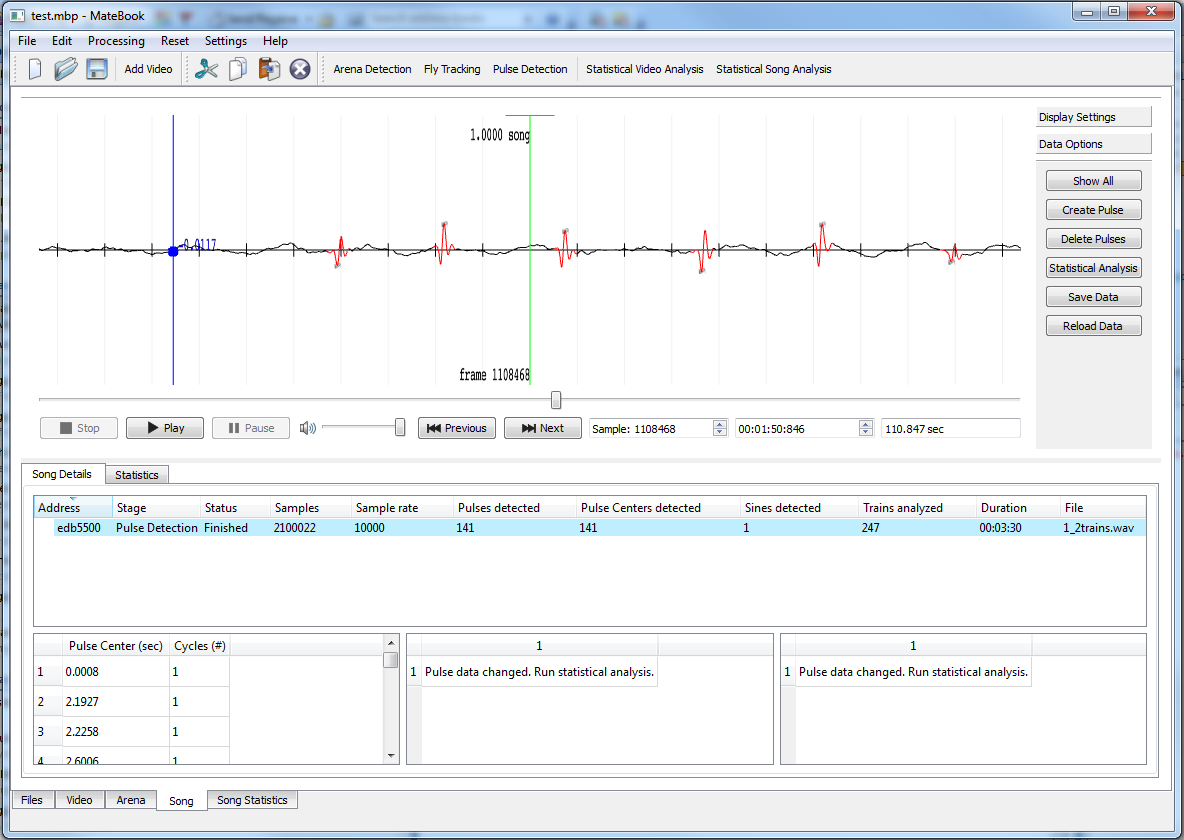 test.mbp - MateBook
File Edit Processing Reset Settings Help
Add Video Arena Detection Fly Tracking Pulse Detection Statistical Video Analysis Statistical Song Analysis
1.0000 song
-0.0117
frame 1108468
Display Settings
Data Options
Show All
Create Pulse
Delete Pulses
Statistical Analysis
Save Data
Reload Data
Stop Play Pause Previous Next Sample: 1108468 00:01:50:846 110.847 sec
Song Details Statistics
Address Stage Status Samples Sample rate Pulses detected Pulse Centers detected Sines detected Trains analyzed Duration File
edb5500 Pulse Detection Finished 2100022 10000 141 141 1 247 00:03:30 1_2trains.wav
Pulse Center (sec) Cycles (#)
1 0.0008 1
2 2.1927 1
3 2.2258 1
4 2.6006 1
1
1 Pulse data changed. Run statistical analysis.
1
1 Pulse data changed. Run statistical analysis.
Files Video Arena Song Song Statistics